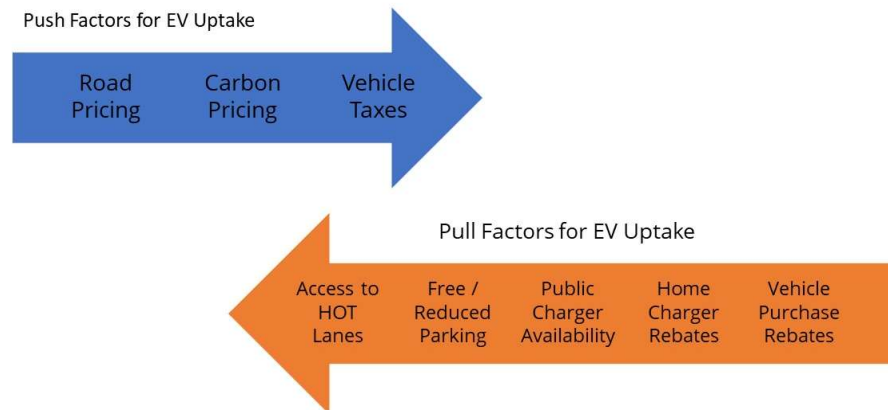 Push Factors for EV Uptake
Road
Pricing
Carbon
Pricing
Vehicle
Taxes
Pull Factors for EV Uptake
Access to
HOT
Lanes
Free /
Reduced
Parking
Public
Charger
Availability
Home
Charger
Rebates
Vehicle
Purchase
Rebates